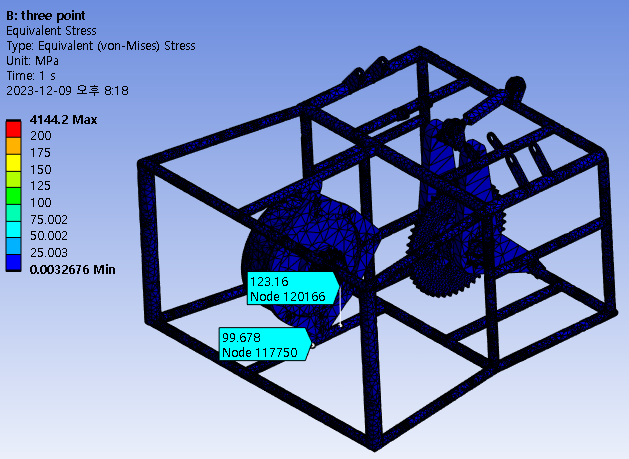 B: three point
Equivalent Stress
Type: Equivalent (von-Mises) Stress
Unit: MPa
Time: 1 s
2023-12-09 오후 8:18
4144.2 Max
200
175
150
125
100
75.002
50.002
25.003
0.0032676 Min
123.16
Node 120166
99.678
Node 117750